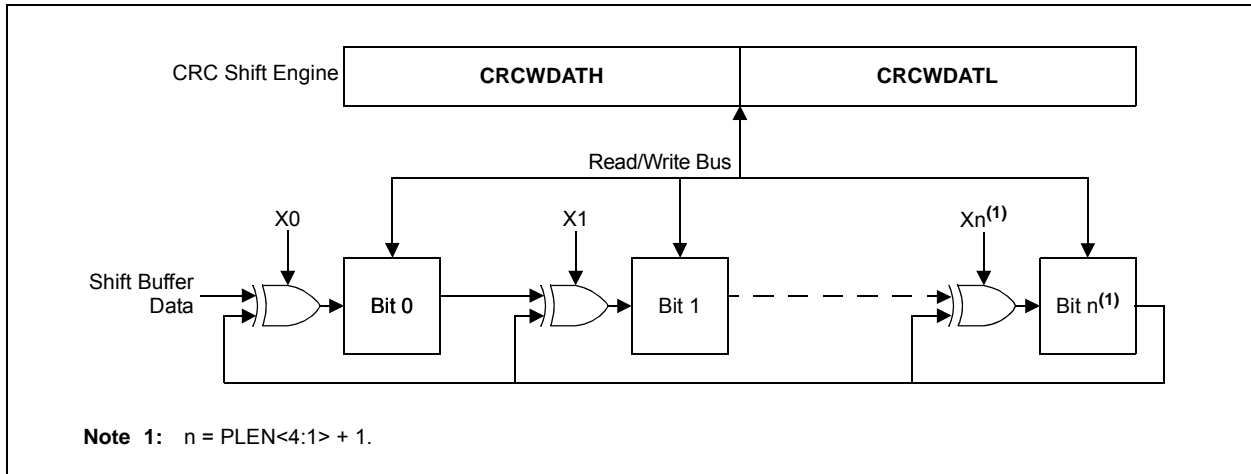 CRC Shift Engine
CRCWDATH
CRCWDATL
Read/Write Bus
X0
X1
Xn(1)
Shift Buffer
Data
Bit 0
Bit 1
Bit n(1)
Note 1: n = PLEN<4:1> + 1.